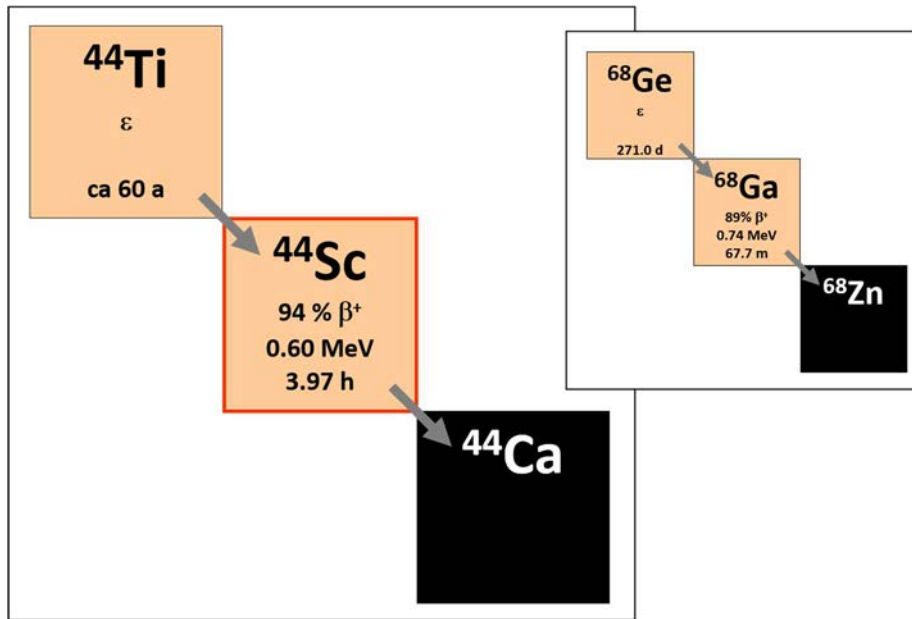 ⁴⁴Ti
ε
ca 60 a
⁴⁴Sc
94 % β⁺
0.60 MeV
3.97 h
⁴⁴Ca
⁶⁸Ge
ε
271.0 d
⁶⁸Ga
89% β⁺
0.74 MeV
67.7 m
⁶⁸Zn